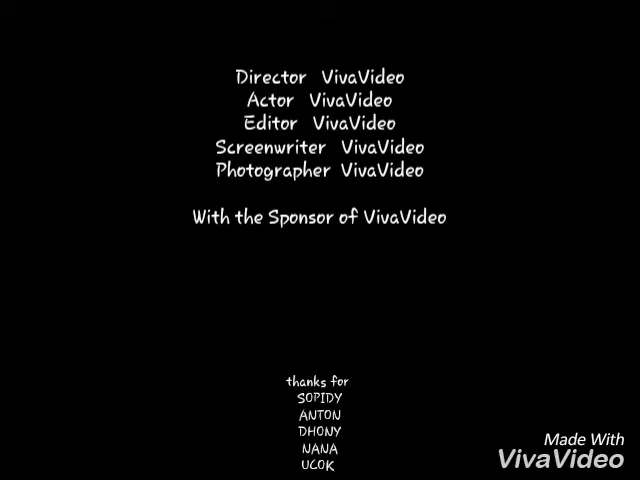 Director VivaVideo
Actor VivaVideo
Editor VivaVideo
Screenwriter VivaVideo
Photographer VivaVideo
With the Sponsor of VivaVideo
thanks for
SOPIDY
ANTON
DHONY
NANA
UCOK
Made With
VivaVideo